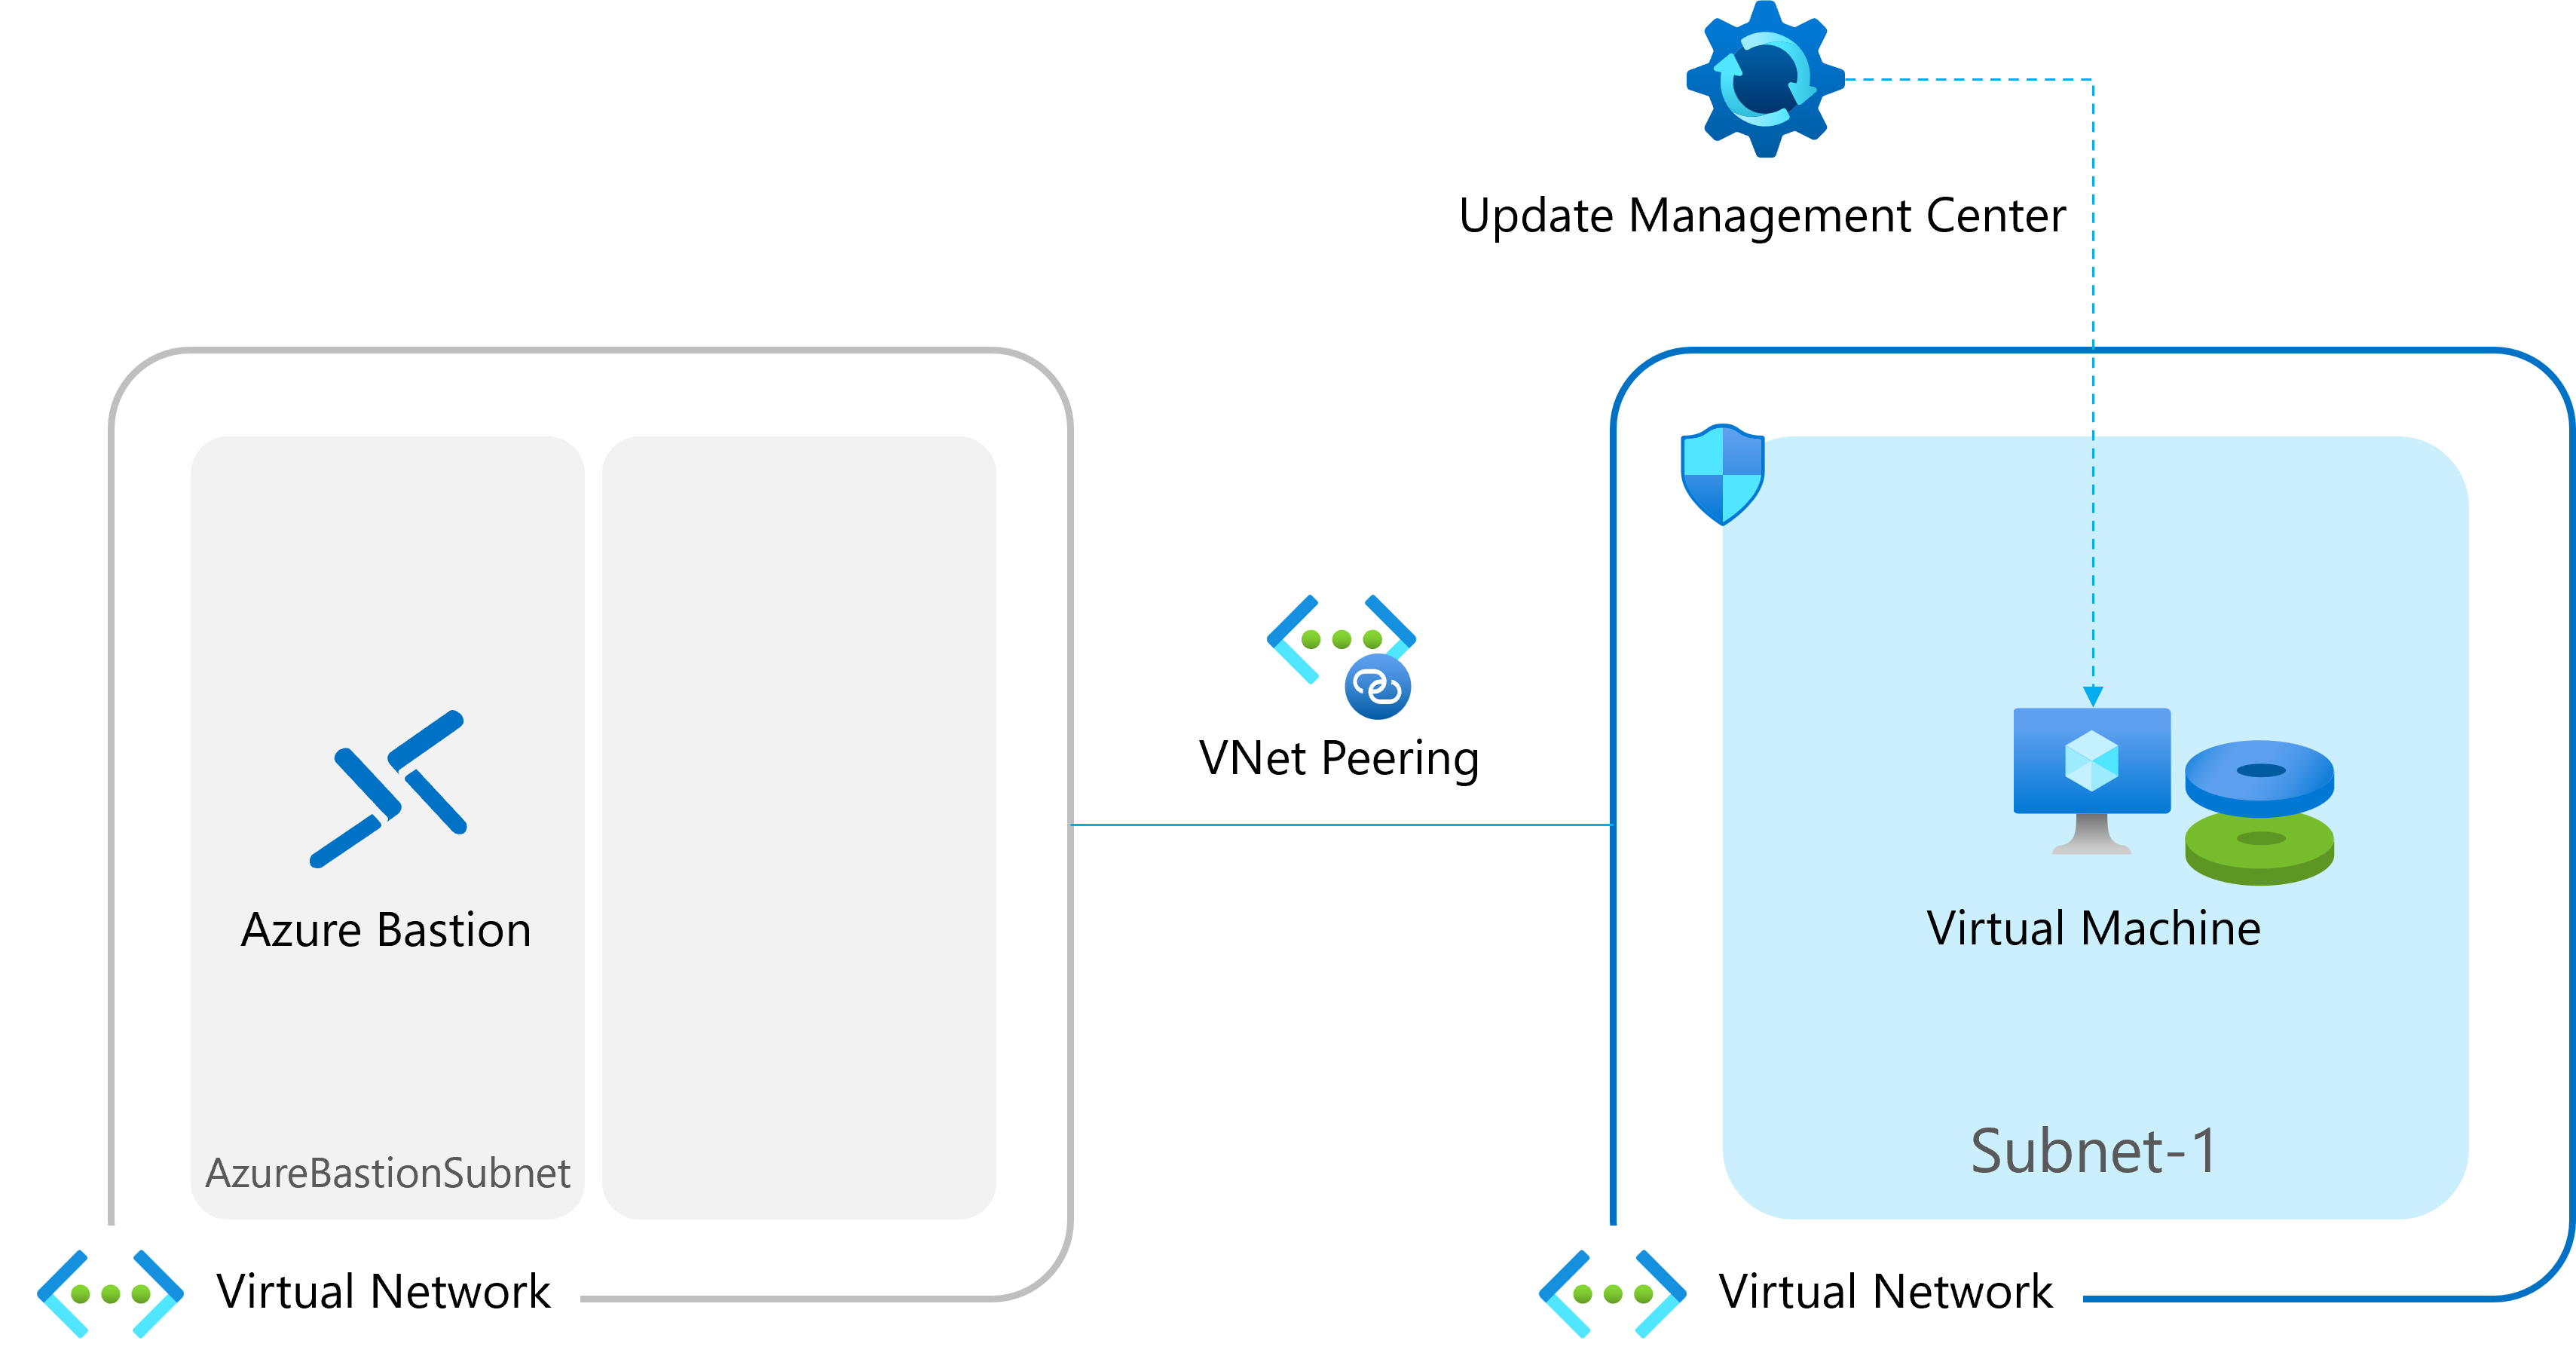 Update Management Center
VNet Peering
Azure Bastion
Virtual Machine
AzureBastionSubnet
Subnet-1
Virtual Network
Virtual Network